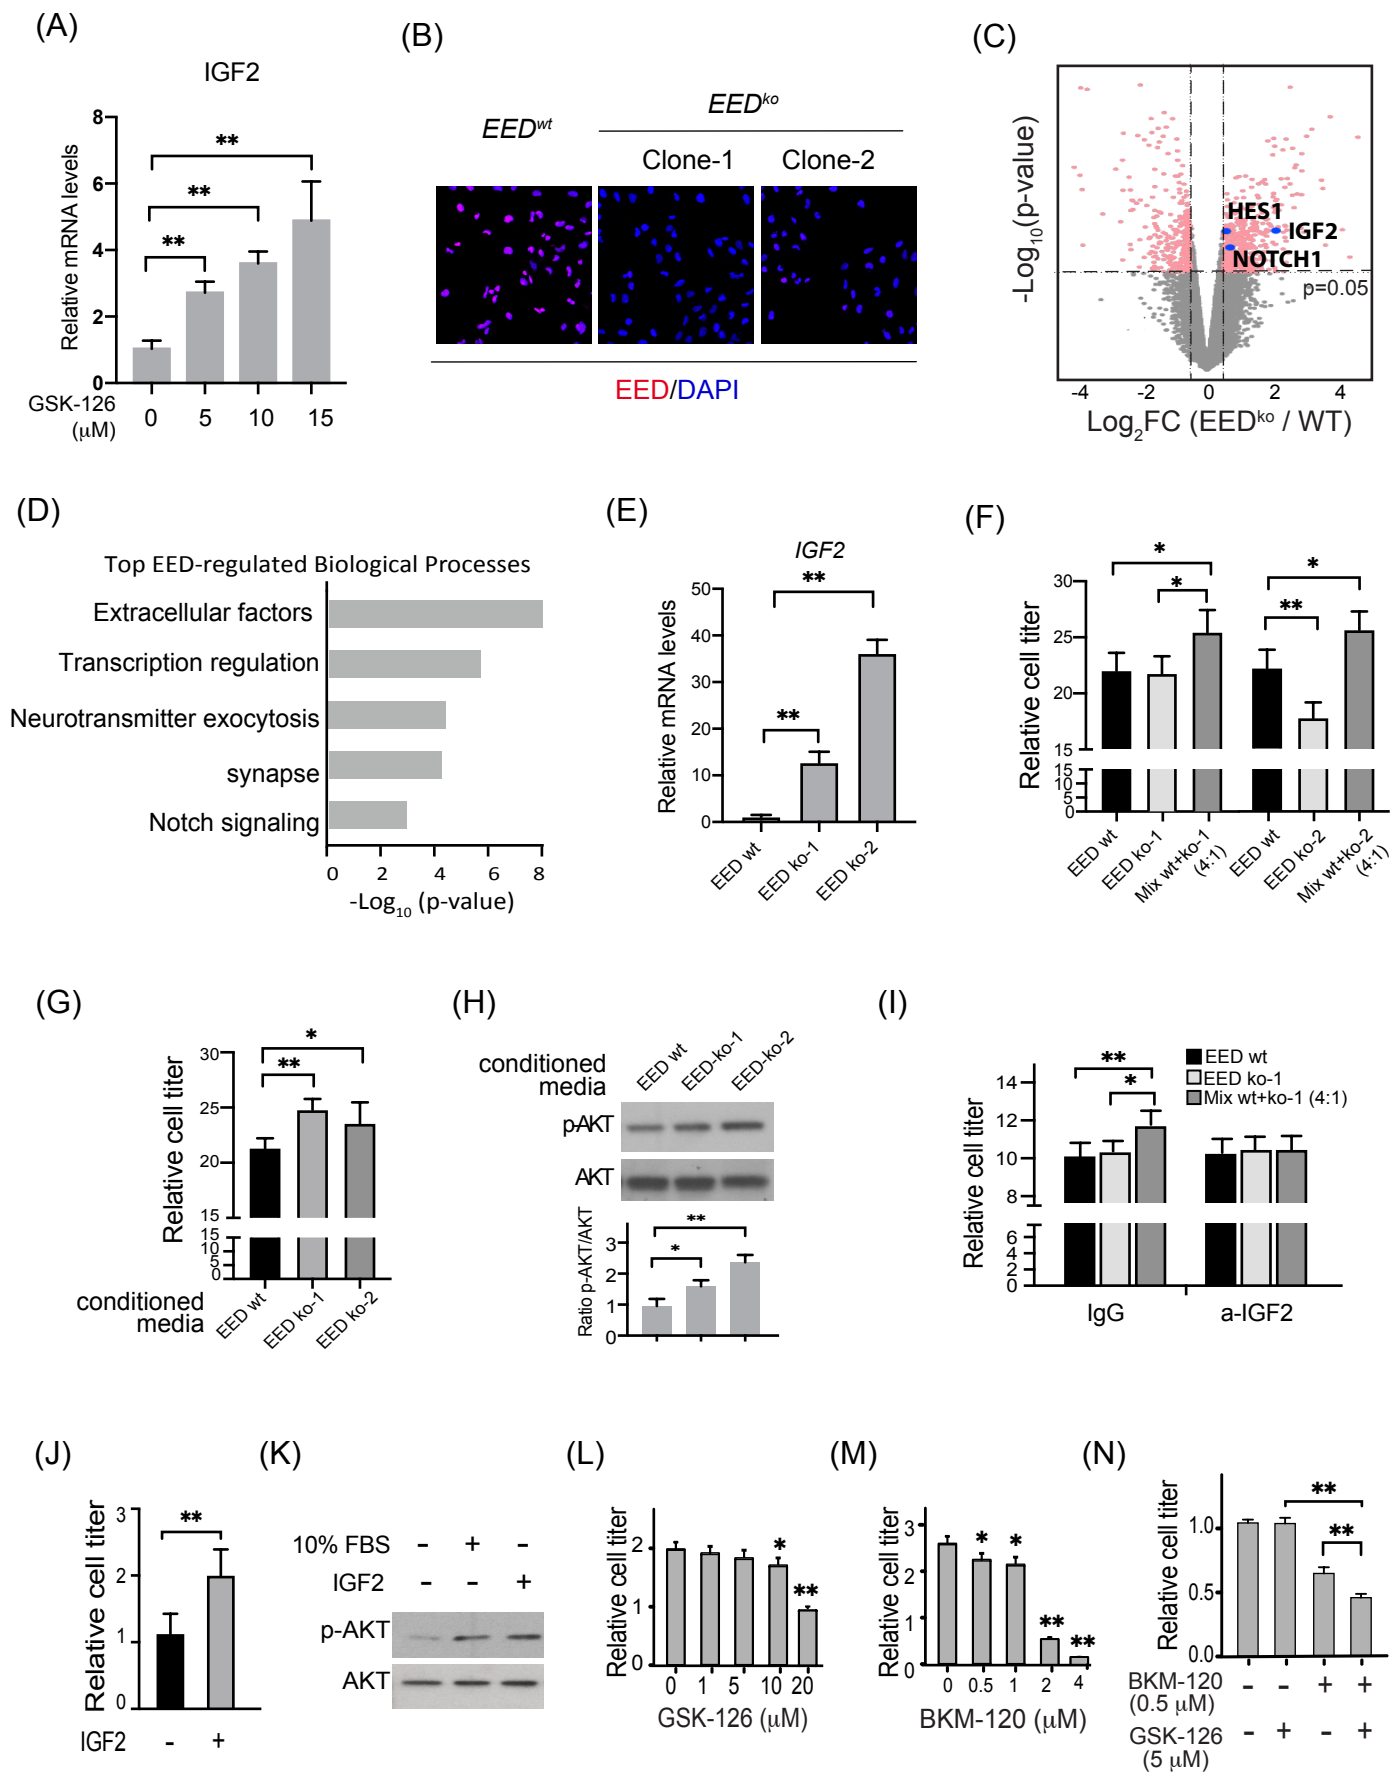 (A)
IGF2
Relative mRNA levels
8
6
4
2
0
** ** **
GSK-126
(μM)
0 5 10 15
(B)
EEDwt
EEDko
Clone-1 Clone-2
EED/DAPI
(C)
-Log10(p-value)
HES1
IGF2
NOTCH1
p=0.05
-4 -2 0 2 4
Log2FC (EEDko / WT)
(D)
Top EED-regulated Biological Processes
Extracellular factors
Transcription regulation
Neurotransmitter exocytosis
synapse
Notch signaling
0 2 4 6 8
-Log10 (p-value)
(E)
IGF2
Relative mRNA levels
50
40
30
20
10
0
** **
EED wt EED ko-1 EED ko-2
(F)
Relative cell titer
30
25
20
15
15
10
5
0
* * * **
EED wt EED ko-1 Mix wt+ko-1 (4:1) EED wt EED ko-2 Mix wt+ko-2 (4:1)
(G)
Relative cell titer
30
25
20
15
15
10
5
0
* **
conditioned
media
EED wt EED ko-1 EED ko-2
(H)
conditioned
media
EED wt EED-ko-1 EED-ko-2
p-AKT
AKT
Ratio p-AKT/AKT
3
2
1
0
** *
(I)
Relative cell titer
14
12
10
8
6
4
2
0
** *
EED wt
EED ko-1
Mix wt+ko-1 (4:1)
IgG a-IGF2
(J)
Relative cell titer
3
2
1
0
**
IGF2 - +
(K)
10% FBS - + -
IGF2 - - +
p-AKT
AKT
(L)
Relative cell titer
2
1
0
* **
0 1 5 10 20
GSK-126 (μM)
(M)
Relative cell titer
3
2
1
0
* * ** **
0 0.5 1 2 4
BKM-120 (μM)
(N)
Relative cell titer
1.0
0.5
0.0
** **
BKM-120 - - + +
(0.5 μM)
GSK-126 - + - +
(5 μM)